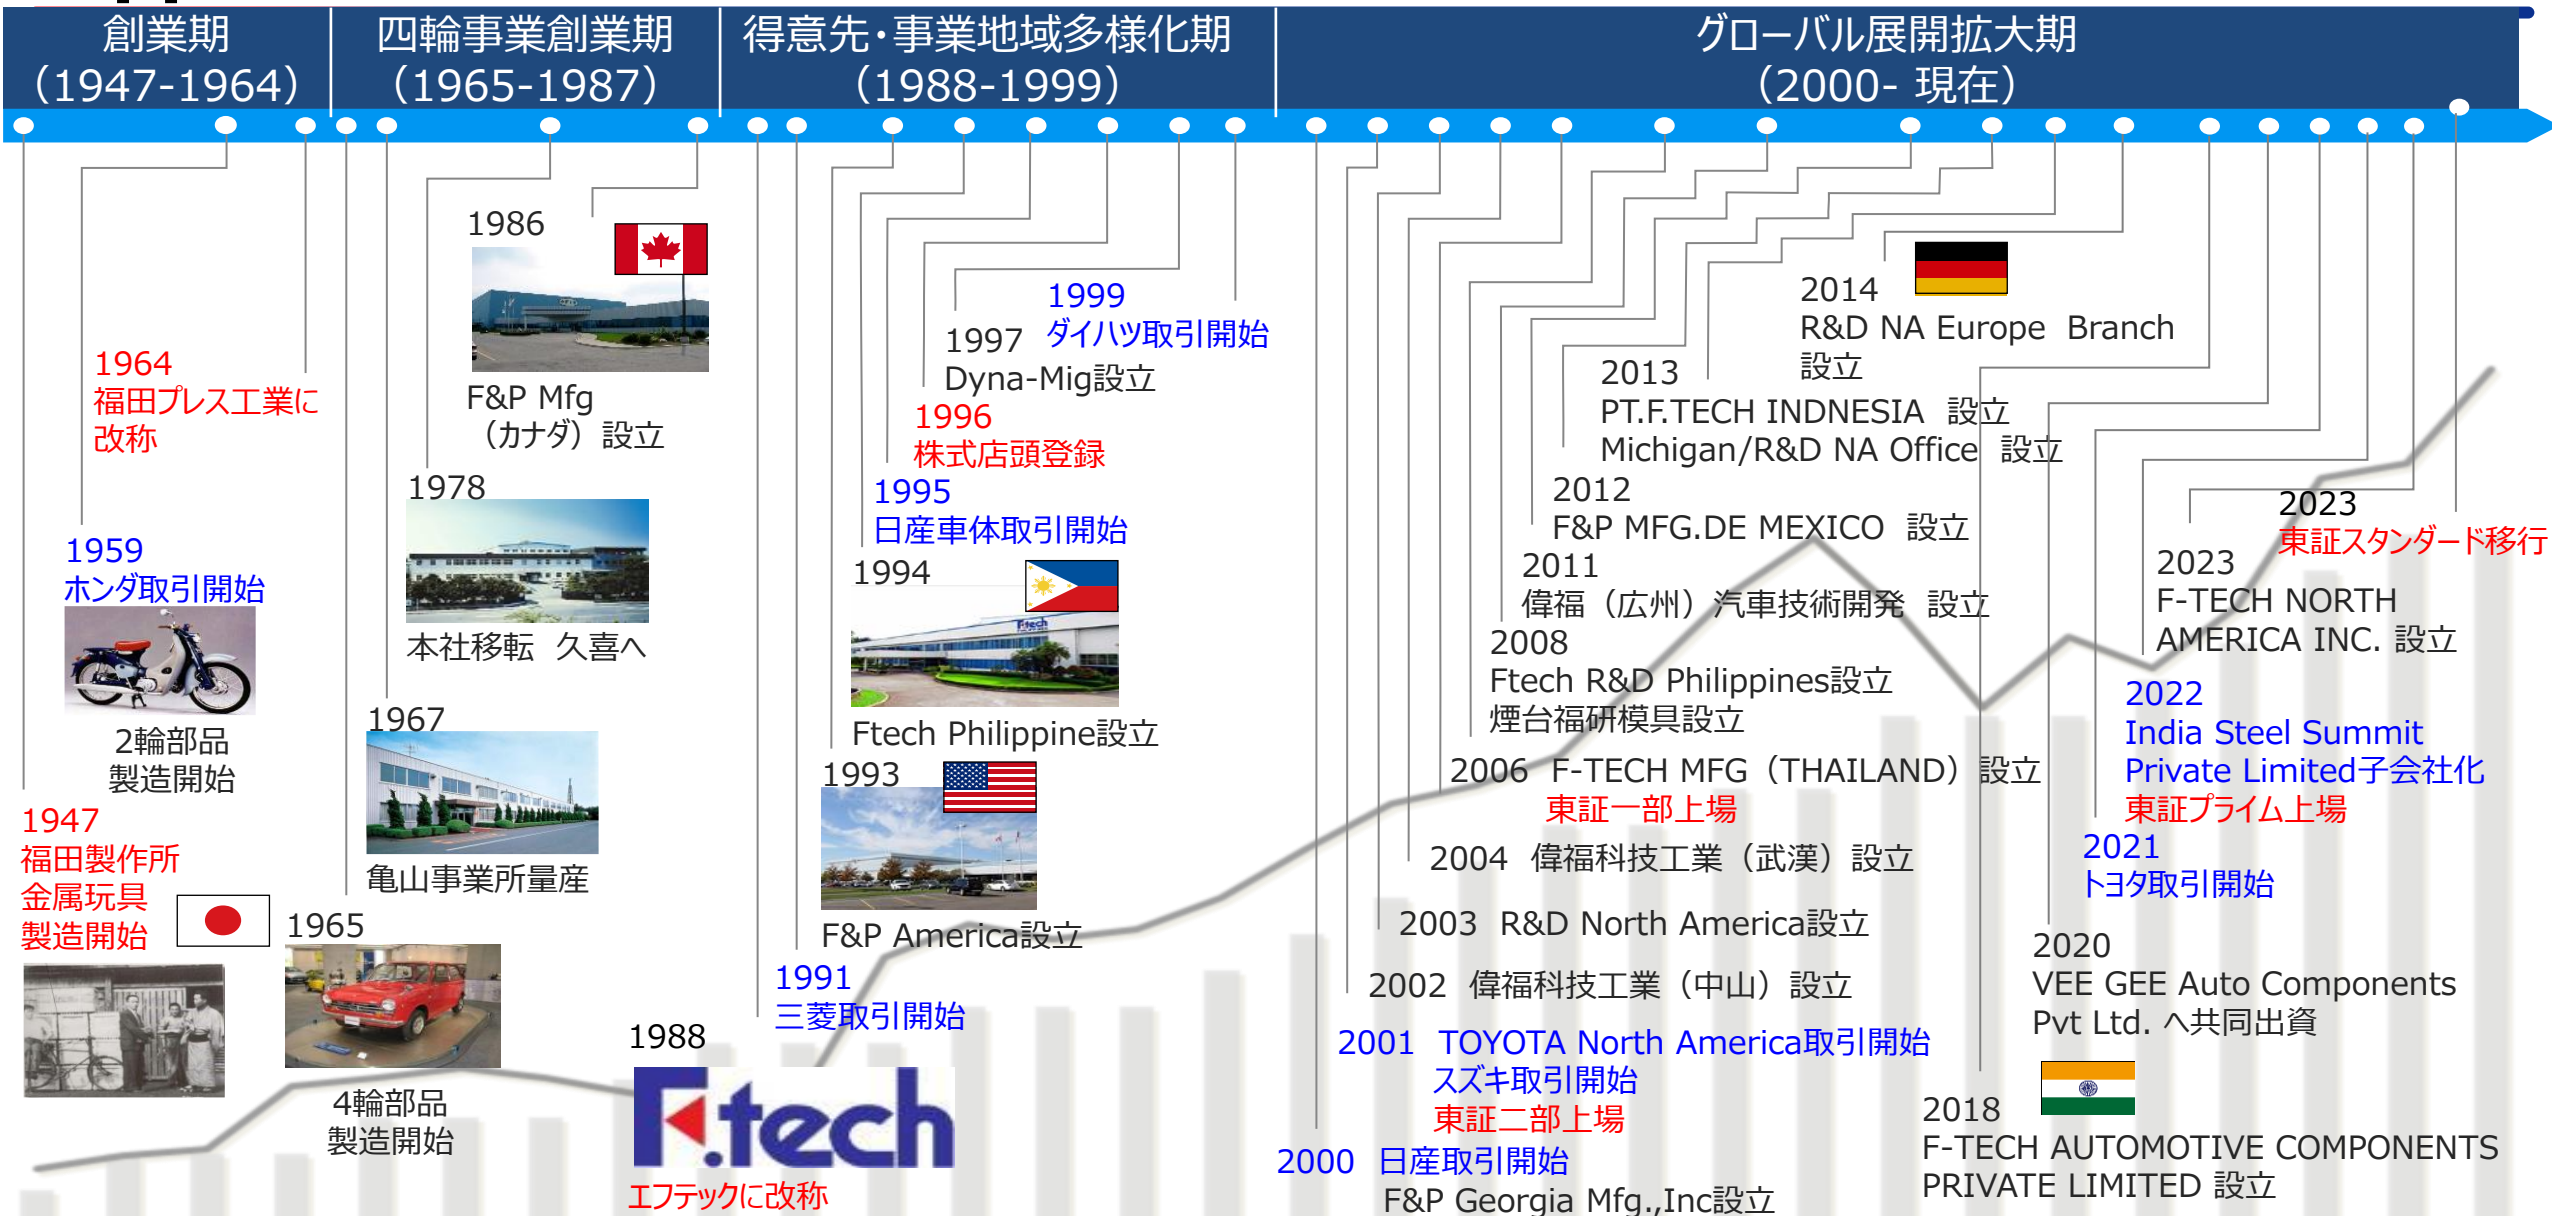 創業期
（1947-1964）
四輪事業創業期
（1965-1987）
得意先・事業地域多様化期
（1988-1999）
グローバル展開拡大期
（2000- 現在）
1947
福田製作所
金属玩具
製造開始
1959
ホンダ取引開始
2輪部品
製造開始
1964
福田プレス工業に
改称
1965
4輪部品
製造開始
1967
亀山事業所量産
1978
本社移転　久喜へ
1986
F&P Mfg
（カナダ）設立
1988
F.tech
エフテックに改称
1991
三菱取引開始
1993
F&P America設立
1994
F.tech
Ftech Philippine設立
1995
日産車体取引開始
1996
株式店頭登録
1997
Dyna-Mig設立
1999
ダイハツ取引開始
2000 日産取引開始
F&P Georgia Mfg.,Inc設立
2001 TOYOTA North America取引開始
スズキ取引開始
東証二部上場
2002 偉福科技工業（中山）設立
2003 R&D North America設立
2004 偉福科技工業（武漢）設立
2006 F-TECH MFG（THAILAND）設立
東証一部上場
2008
Ftech R&D Philippines設立
煙台福研模具設立
2011
偉福（広州）汽車技術開発 設立
2012
F&P MFG.DE MEXICO 設立
2013
PT.F.TECH INDNESIA 設立
Michigan/R&D NA Office 設立
2014
R&D NA Europe Branch
設立
2018
F-TECH AUTOMOTIVE COMPONENTS
PRIVATE LIMITED 設立
2020
VEE GEE Auto Components
Pvt Ltd. へ共同出資
2021
トヨタ取引開始
2022
India Steel Summit
Private Limited子会社化
東証プライム上場
2023
F-TECH NORTH
AMERICA INC. 設立
2023
東証スタンダード移行